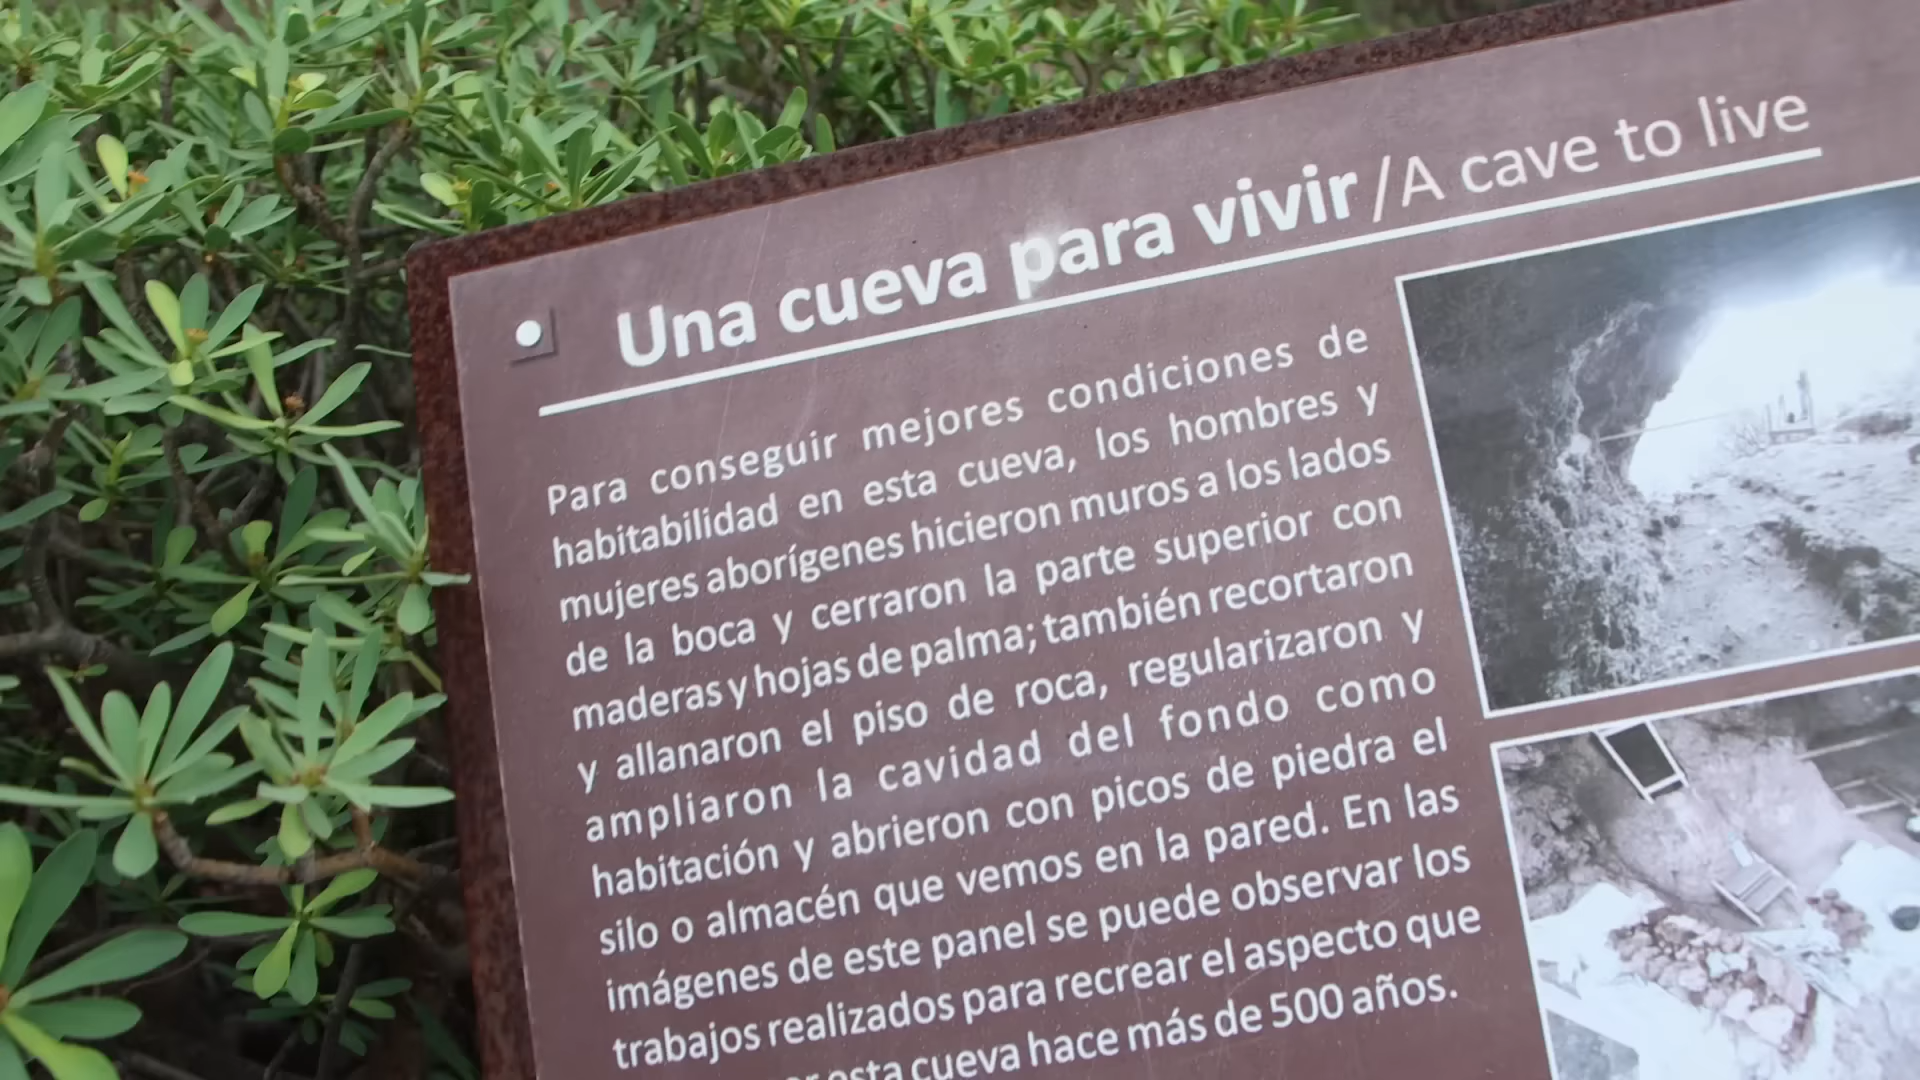 Una cueva para vivir/A cave to live
Para conseguir mejores condiciones de
habitabilidad en esta cueva, los hombres y
mujeres aborígenes hicieron muros a los lados
de la boca y cerraron la parte superior con
maderas y hojas de palma; también recortaron
y allanaron el piso de roca, regularizaron y
ampliaron la cavidad del fondo como
habitación y abrieron con picos de piedra el
silo o almacén que vemos en la pared. En las
imágenes de este panel se puede observar los
trabajos realizados para recrear el aspecto que
esta cueva hace más de 500 años.